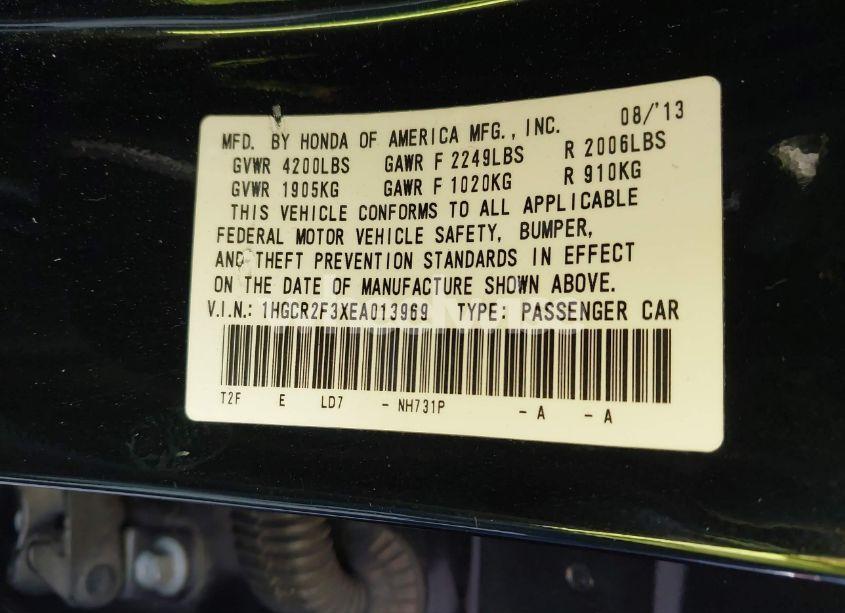 MFD. BY HONDA OF AMERICA MFG., INC. 08/'13
GVWR 4200LBS GAWR F 2249LBS R 2006LBS
GVWR 1905KG GAWR F 1020KG R 910KG
THIS VEHICLE CONFORMS TO ALL APPLICABLE
FEDERAL MOTOR VEHICLE SAFETY, BUMPER,
AND THEFT PREVENTION STANDARDS IN EFFECT
ON THE DATE OF MANUFACTURE SHOWN ABOVE.
V.I.N.: 1HGCR2F3XEA013969 TYPE: PASSENGER CAR
T2F E LD7 - NH731P - A - A